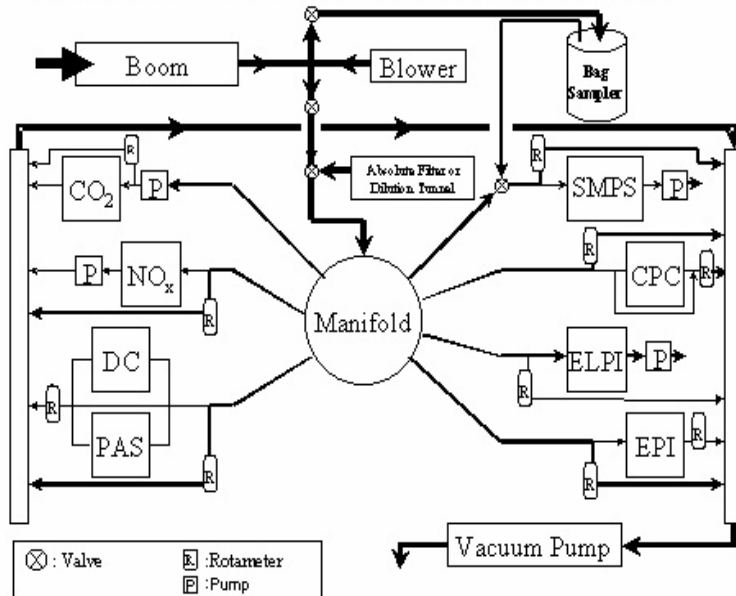 Boom
Blower
Bag
Sampler
Absolute Filter or
Dilution Tunnel
R
CO2
P
R
SMPS
P
P
NOx
R
Manifold
R
CPC
R
DC
R
PAS
R
ELPI
P
R
EPI
R
R
Vacuum Pump
: Valve
R :Rotameter
P :Pump